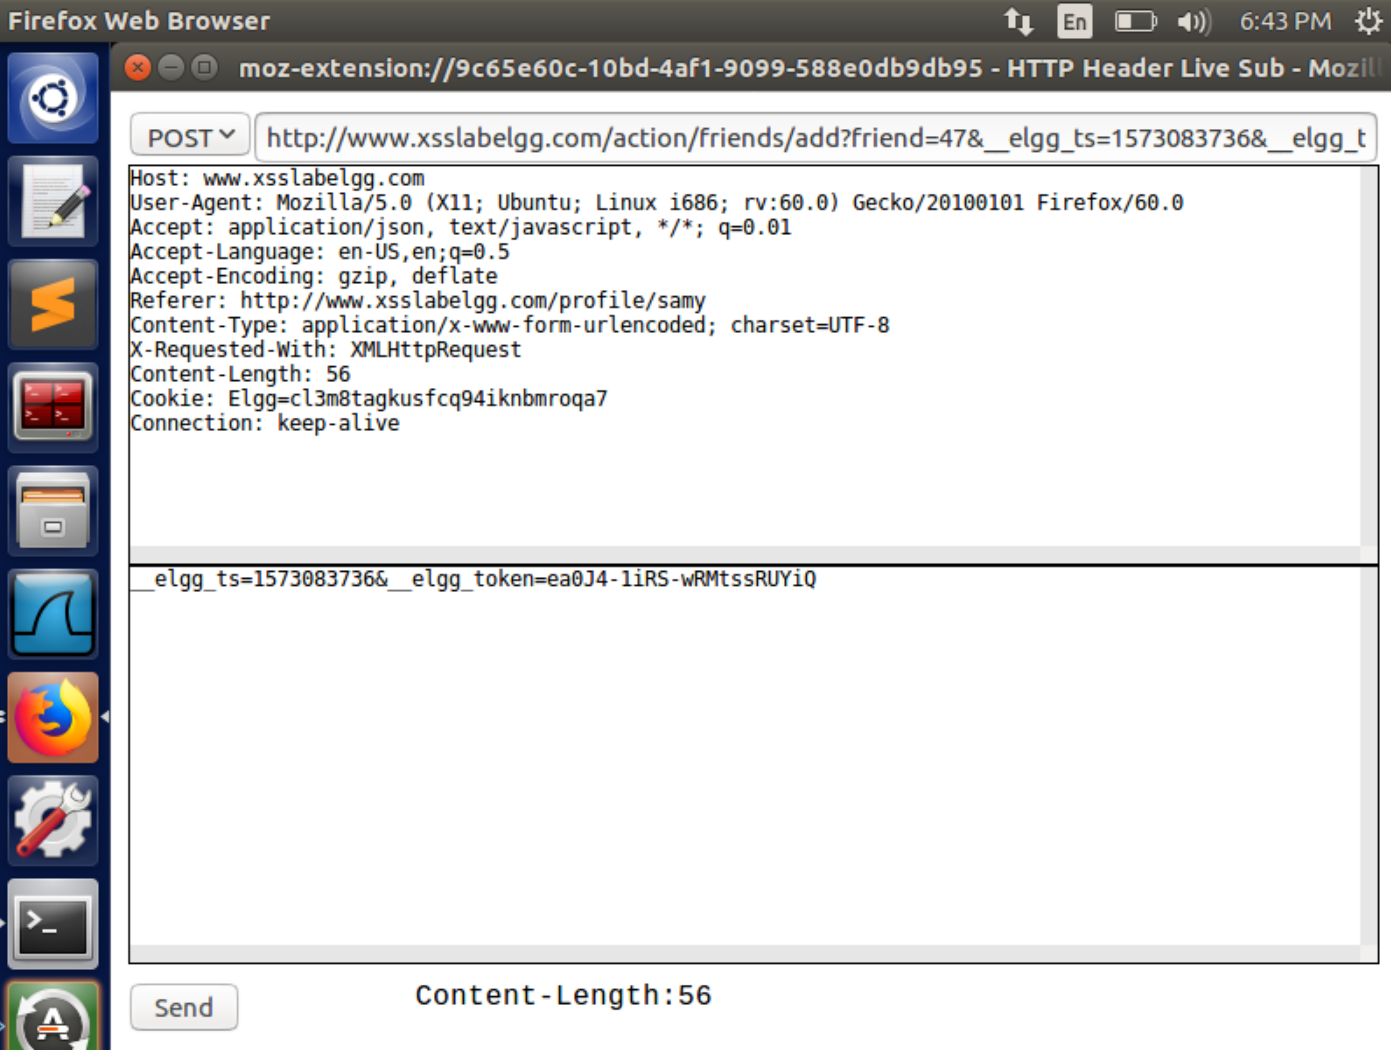 Firefox Web Browser
En
6:43 PM
moz-extension://9c65e60c-10bd-4af1-9099-588e0db9db95 - HTTP Header Live Sub - Mozill
POST
http://www.xsslabelgg.com/action/friends/add?friend=47&__elgg_ts=1573083736&__elgg_t
Host: www.xsslabelgg.com
User-Agent: Mozilla/5.0 (X11; Ubuntu; Linux i686; rv:60.0) Gecko/20100101 Firefox/60.0
Accept: application/json, text/javascript, */*; q=0.01
Accept-Language: en-US,en;q=0.5
Accept-Encoding: gzip, deflate
Referer: http://www.xsslabelgg.com/profile/samy
Content-Type: application/x-www-form-urlencoded; charset=UTF-8
X-Requested-With: XMLHttpRequest
Content-Length: 56
Cookie: Elgg=cl3m8tagkusfcq94iknbmroqa7
Connection: keep-alive
__elgg_ts=1573083736&__elgg_token=ea0J4-1iRS-wRMtssRUYiQ
Send
Content-Length:56